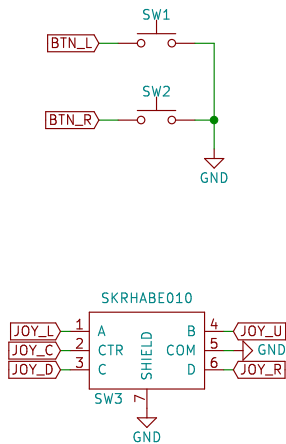 SW1
BTN_L
SW2
BTN_R
GND
SKRHABE010
JOY_L 1 A B 4 JOY_U
JOY_C 2 CTR COM 5 GND
JOY_D 3 C D 6 JOY_R
SHIELD
SW3 7
GND